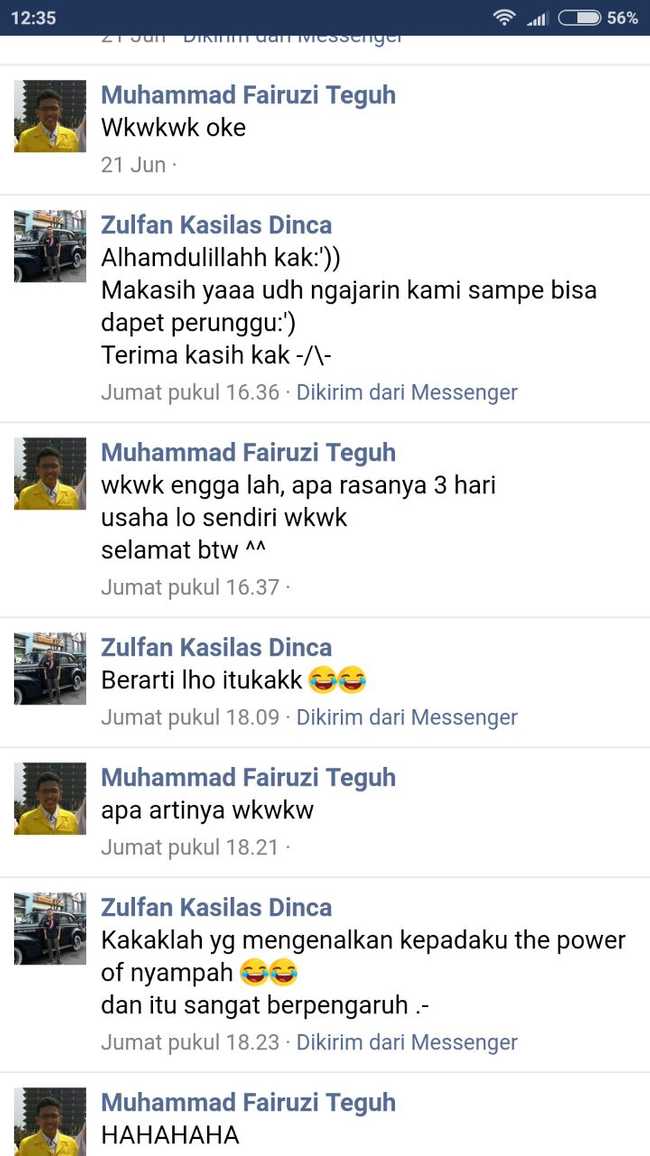 12:35 56%
21 Jun · Dikirim dari Messenger
Muhammad Fairuzi Teguh
Wkwkwk oke
21 Jun ·
Zulfan Kasilas Dinca
Alhamdulillahh kak:'))
Makasih yaaa udh ngajarin kami sampe bisa
dapet perunggu:')
Terima kasih kak -/\-
Jumat pukul 16.36 · Dikirim dari Messenger
Muhammad Fairuzi Teguh
wkwk engga lah, apa rasanya 3 hari
usaha lo sendiri wkwk
selamat btw ^^
Jumat pukul 16.37 ·
Zulfan Kasilas Dinca
Berarti lho itukakk 😂😂
Jumat pukul 18.09 · Dikirim dari Messenger
Muhammad Fairuzi Teguh
apa artinya wkwkw
Jumat pukul 18.21 ·
Zulfan Kasilas Dinca
Kakaklah yg mengenalkan kepadaku the power
of nyampah 😂😂
dan itu sangat berpengaruh .-
Jumat pukul 18.23 · Dikirim dari Messenger
Muhammad Fairuzi Teguh
HAHAHAHA